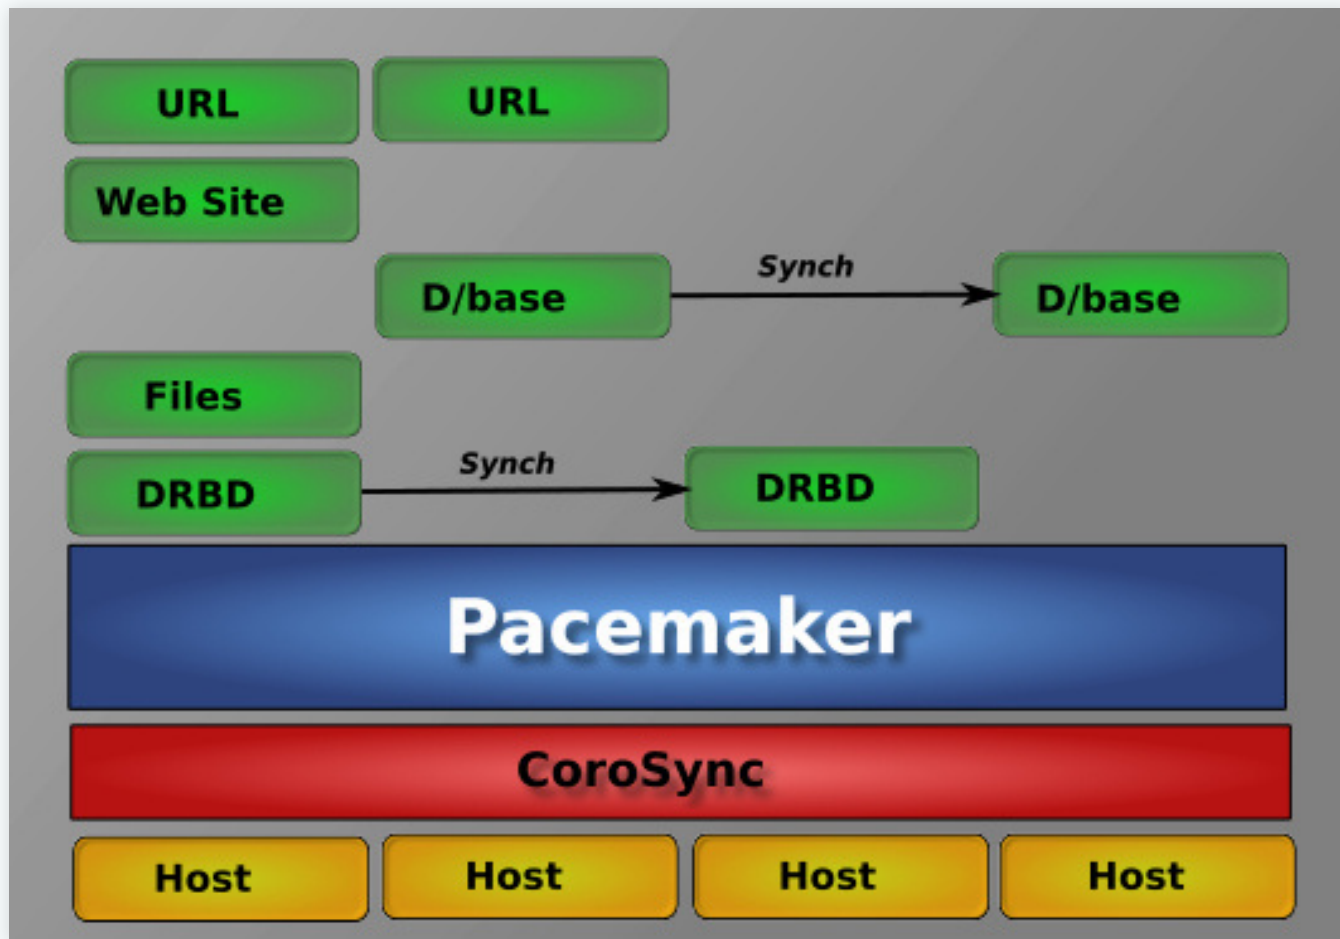 URL
URL
Web Site
Synch
D/base
D/base
Files
Synch
DRBD
DRBD
Pacemaker
CoroSync
Host
Host
Host
Host